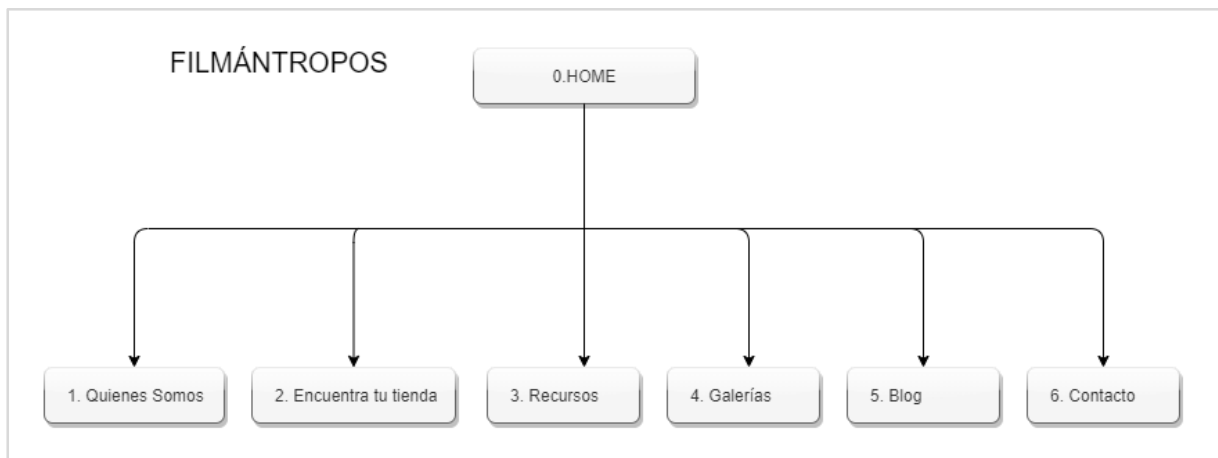 FILMÁNTROPOS
0.HOME
1. Quienes Somos
2. Encuentra tu tienda
3. Recursos
4. Galerías
5. Blog
6. Contacto